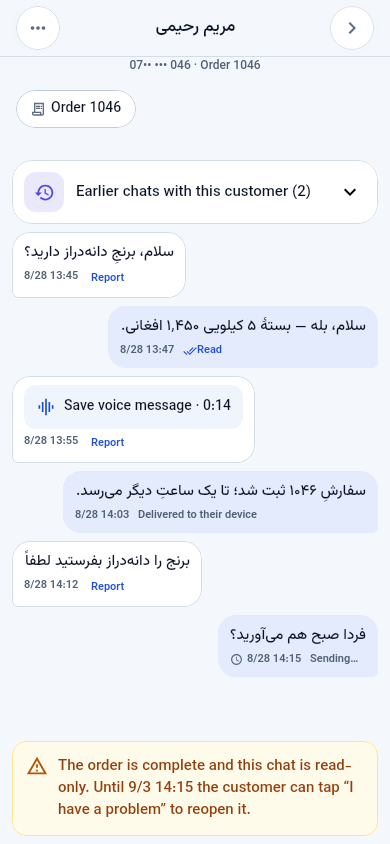 مریم رحیمی
07•• ••• 046 · Order 1046
Order 1046
Earlier chats with this customer (2)
سلام، برنجِ دانه‌دراز دارید؟
8/28 13:45 Report
سلام، بله — بستهٔ ۵ کیلویی ۱,۴۵۰ افغانی.
8/28 13:47 Read
Save voice message · 0:14
8/28 13:55 Report
سفارشِ ۱۰۴۶ ثبت شد؛ تا یک ساعتِ دیگر می‌رسد.
8/28 14:03 Delivered to their device
برنج را دانه‌دراز بفرستید لطفاً
8/28 14:12 Report
فردا صبح هم می‌آورید؟
8/28 14:15 Sending…
The order is complete and this chat is read-
only. Until 9/3 14:15 the customer can tap “I
have a problem” to reopen it.